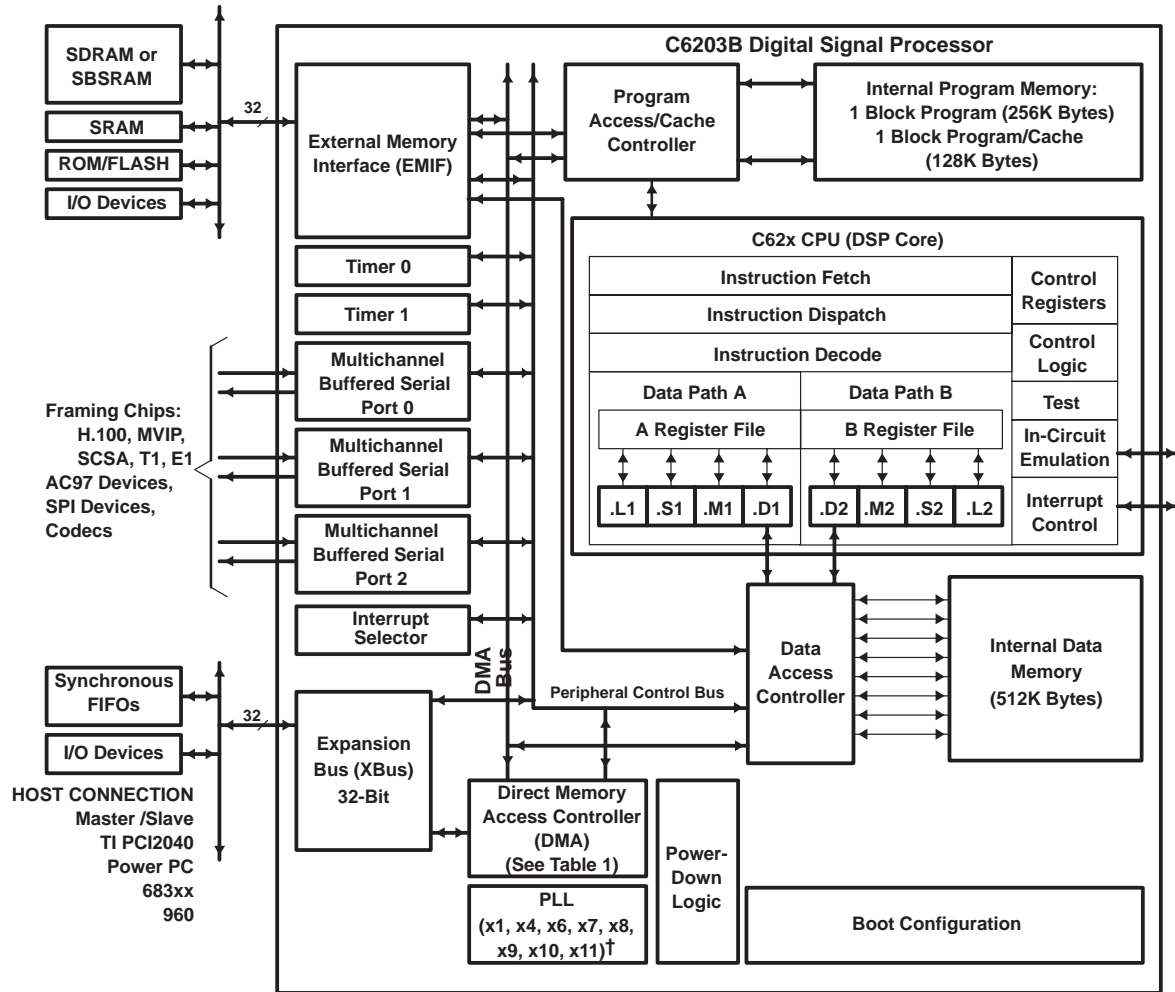 C6203B Digital Signal Processor
SDRAM or
SBSRAM
SRAM
ROM/FLASH
I/O Devices
32
External Memory
Interface (EMIF)
Program
Access/Cache
Controller
Internal Program Memory:
1 Block Program (256K Bytes)
1 Block Program/Cache
(128K Bytes)
Timer 0
Timer 1
Framing Chips:
H.100, MVIP,
SCSA, T1, E1
AC97 Devices,
SPI Devices,
Codecs
Multichannel
Buffered Serial
Port 0
Multichannel
Buffered Serial
Port 1
Multichannel
Buffered Serial
Port 2
Interrupt
Selector
C62x CPU (DSP Core)
Instruction Fetch
Instruction Dispatch
Instruction Decode
Control
Registers
Control
Logic
Test
In-Circuit
Emulation
Interrupt
Control
Data Path A
A Register File
.L1
.S1
.M1
.D1
Data Path B
B Register File
.D2
.M2
.S2
.L2
DMA
Bus
Peripheral Control Bus
Data
Access
Controller
Internal Data
Memory
(512K Bytes)
Synchronous
FIFOs
I/O Devices
32
HOST CONNECTION
Master /Slave
TI PCI2040
Power PC
683xx
960
Expansion
Bus (XBus)
32-Bit
Direct Memory
Access Controller
(DMA)
(See Table 1)
PLL
(x1, x4, x6, x7, x8,
x9, x10, x11)†
Power-
Down
Logic
Boot Configuration